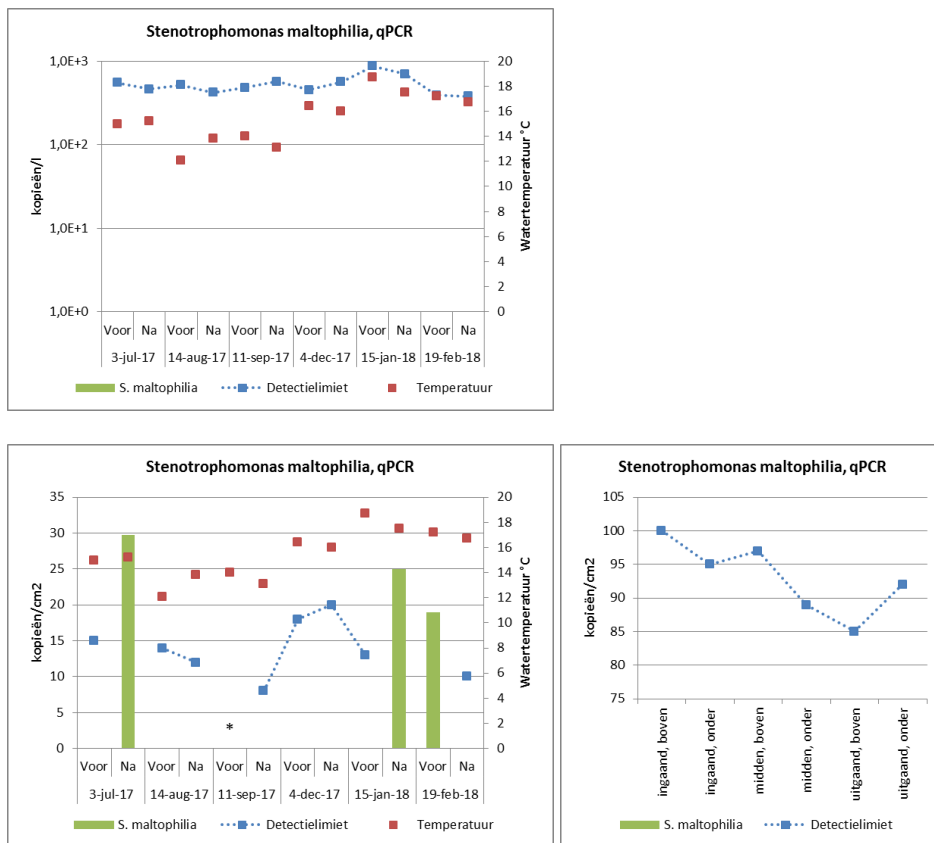 Stenotrophomonas maltophilia, qPCR
1,0E+3
1,0E+2
1,0E+1
1,0E+0
kopieën/l
20
18
16
14
12
10
8
6
4
2
0
Watertemperatuur °C
Voor Na Voor Na Voor Na Voor Na Voor Na Voor Na
3-jul-17 14-aug-17 11-sep-17 4-dec-17 15-jan-18 19-feb-18
S. maltophilia Detectielimiet Temperatuur
Stenotrophomonas maltophilia, qPCR
35
30
25
20
15
10
5
0
kopieën/cm2
*
20
18
16
14
12
10
8
6
4
2
0
Watertemperatuur °C
Voor Na Voor Na Voor Na Voor Na Voor Na Voor Na
3-jul-17 14-aug-17 11-sep-17 4-dec-17 15-jan-18 19-feb-18
S. maltophilia Detectielimiet Temperatuur
Stenotrophomonas maltophilia, qPCR
105
100
95
90
85
80
75
kopieën/cm2
ingaand, boven
ingaand, onder
midden, boven
midden, onder
uitgaand, boven
uitgaand, onder
S. maltophilia Detectielimiet